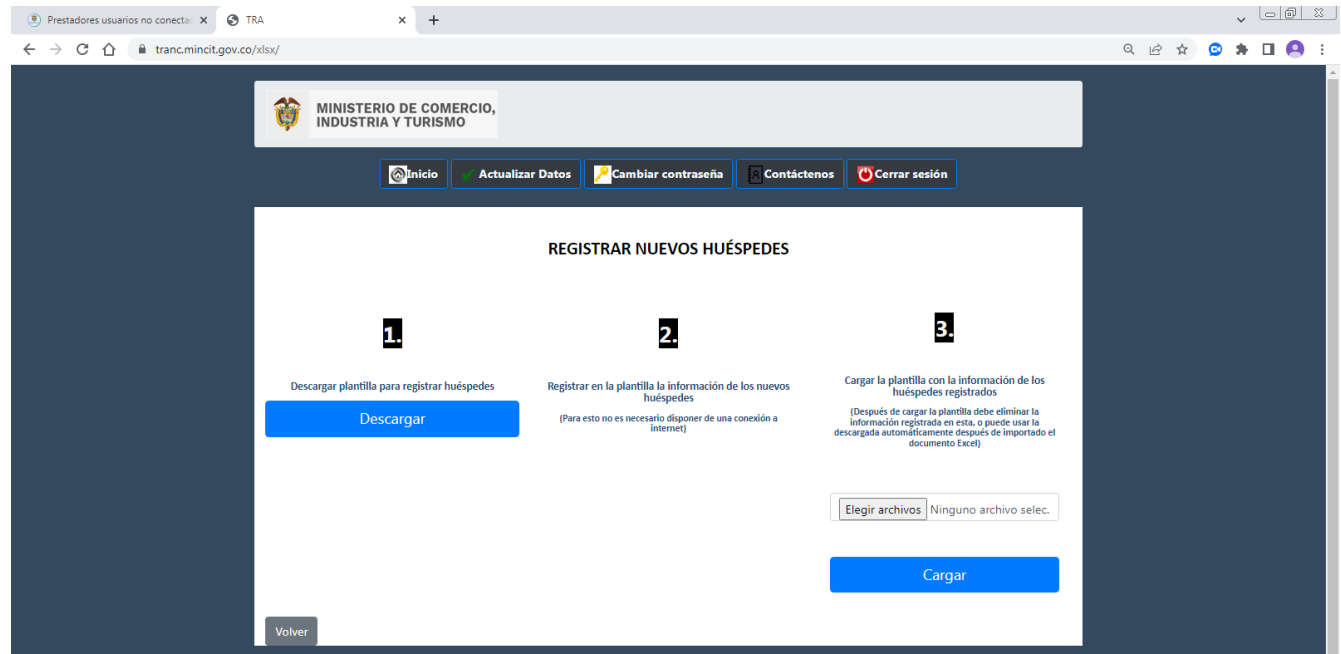 Prestadores usuarios no conecta
TRA
tranc.mincit.gov.co/xlsx/
MINISTERIO DE COMERCIO,
INDUSTRIA Y TURISMO
Inicio
Actualizar Datos
Cambiar contraseña
Contáctenos
Cerrar sesión
REGISTRAR NUEVOS HUÉSPEDES
1.
Descargar plantilla para registrar huéspedes
Descargar
2.
Registrar en la plantilla la información de los nuevos
huéspedes
(Para esto no es necesario disponer de una conexión a
internet)
3.
Cargar la plantilla con la información de los
huéspedes registrados
(Después de cargar la plantilla debe eliminar la
información registrada en esta, o puede usar la
descargada automáticamente después de importado el
documento Excel)
Elegir archivos Ninguno archivo selec.
Cargar
Volver